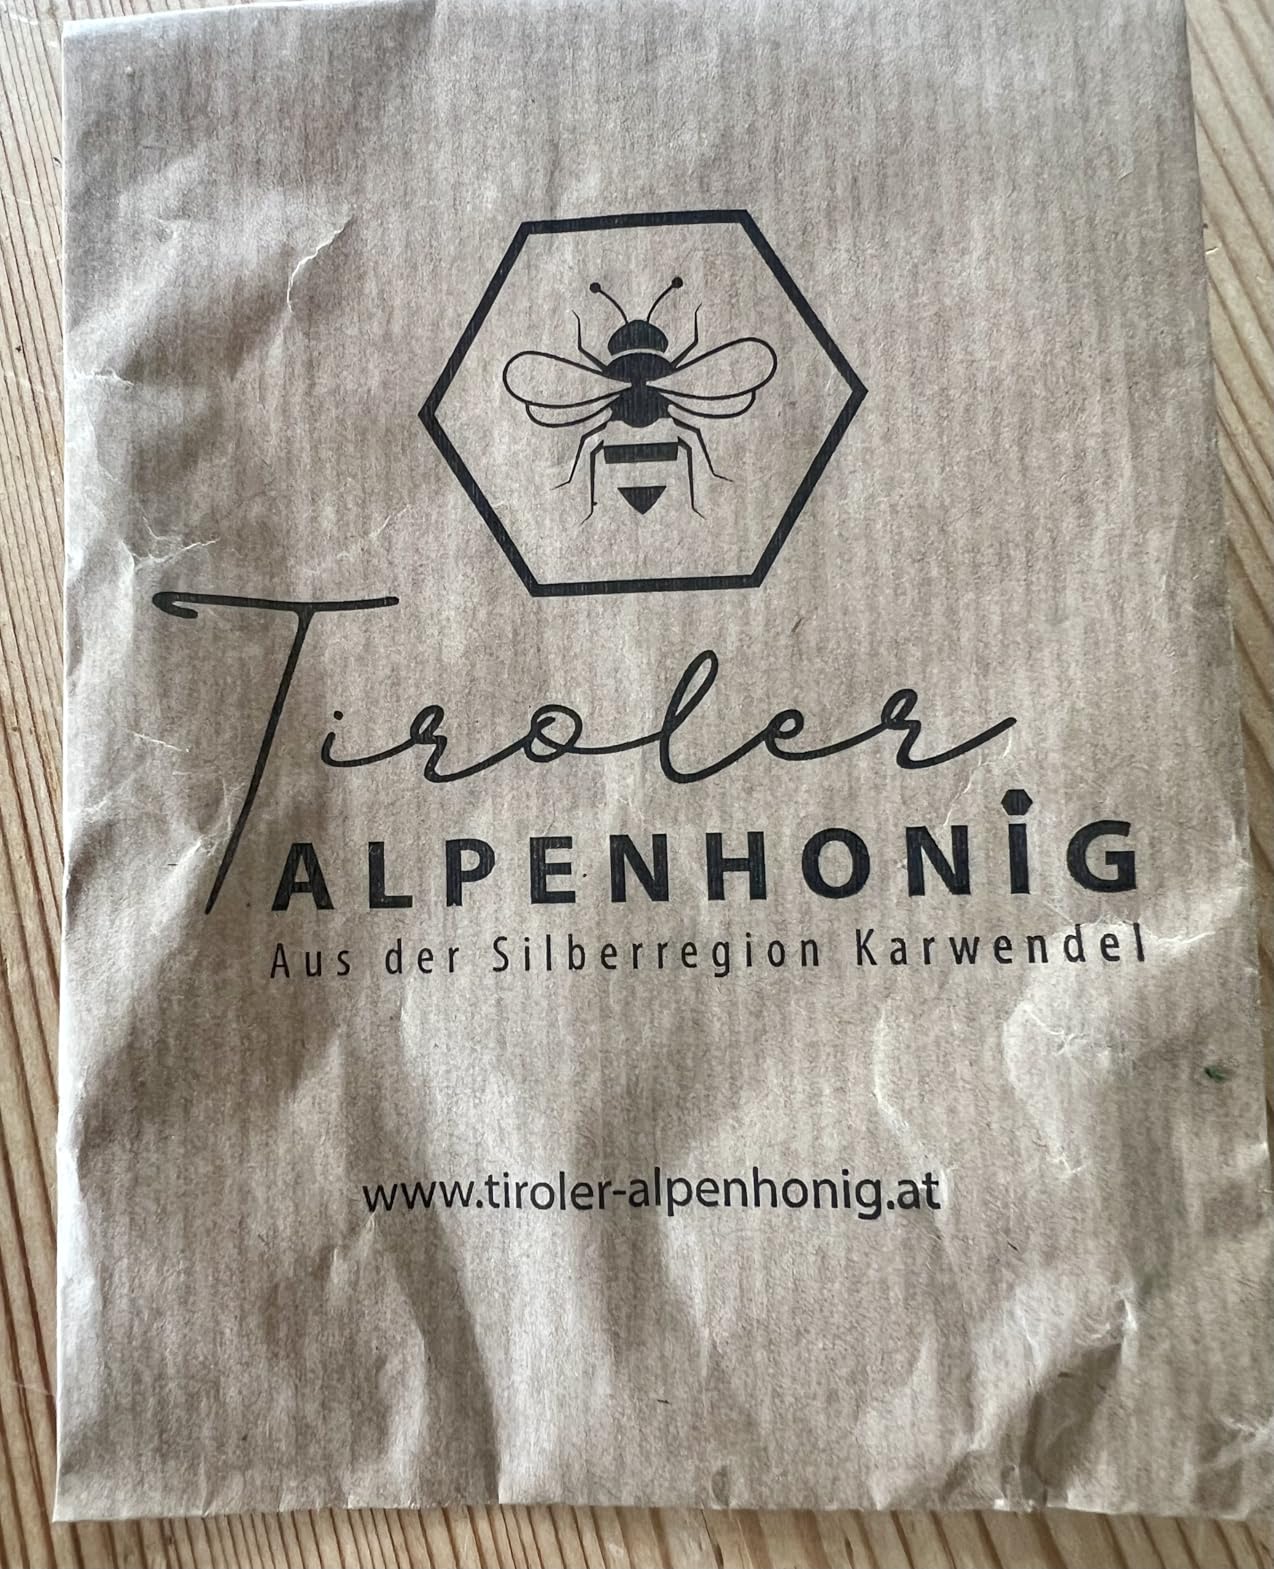 Tiroler
ALPENHONiG
Aus der Silberregion Karwendel
www.tiroler-alpenhonig.at